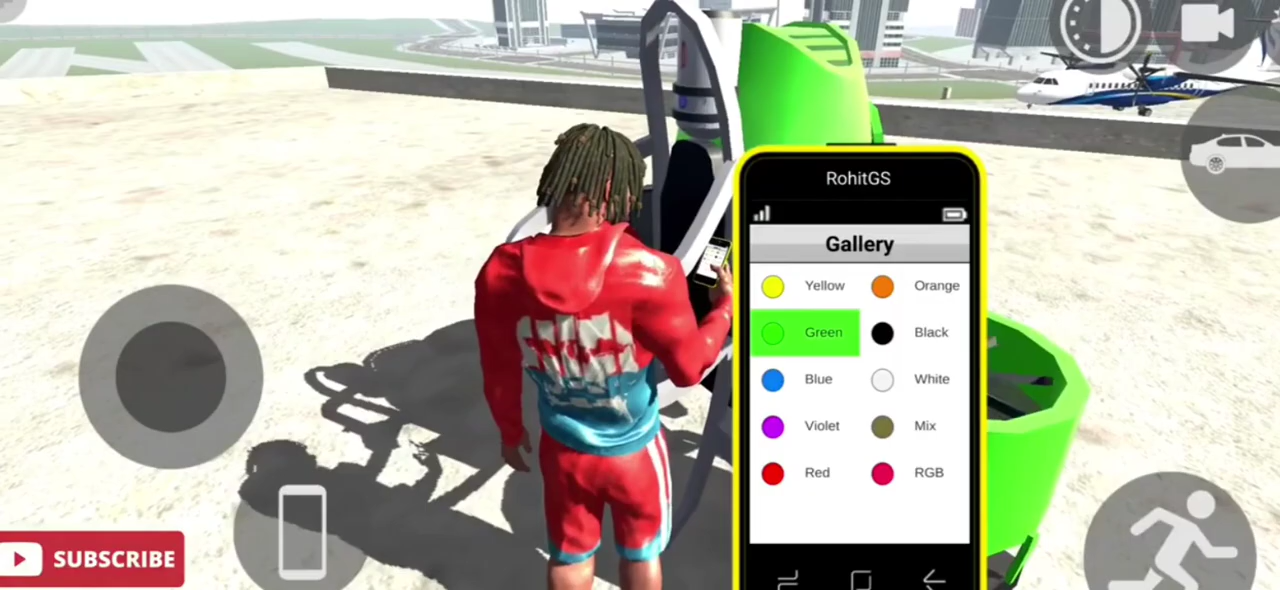 RohitGS
Gallery
Yellow
Orange
Green
Black
Blue
White
Violet
Mix
Red
RGB
SUBSCRIBE